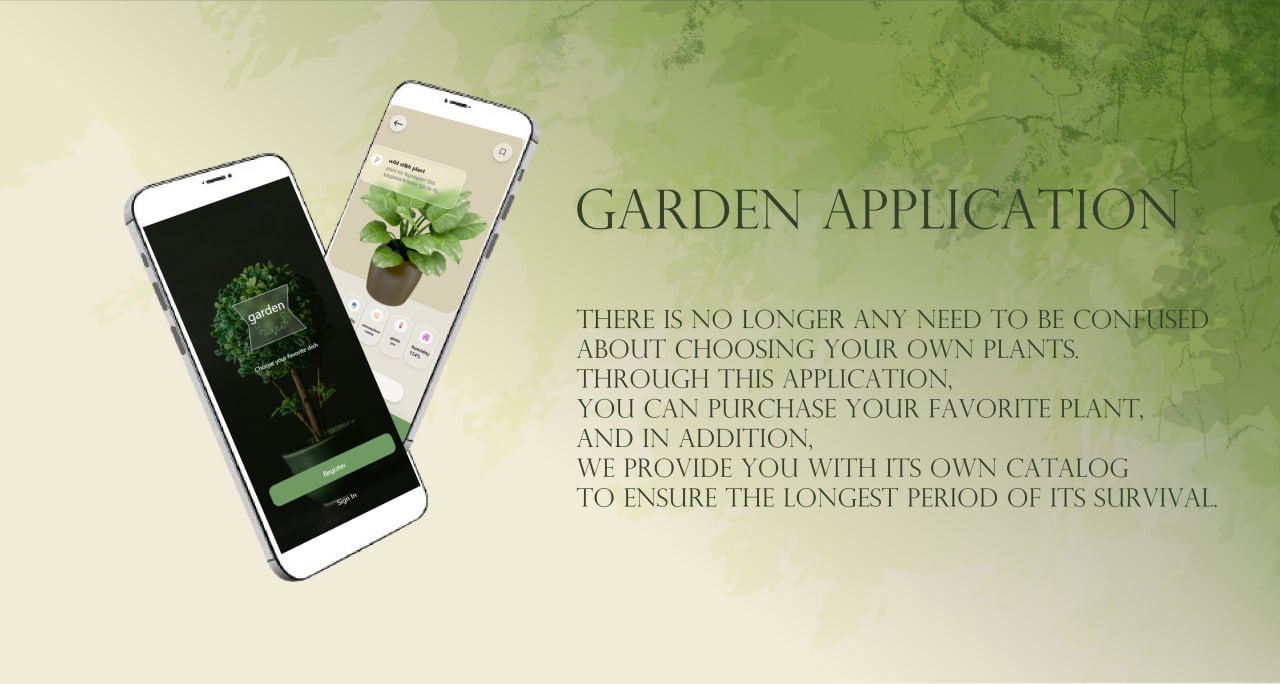 GARDEN APPLICATION
THERE IS NO LONGER ANY NEED TO BE CONFUSED
ABOUT CHOOSING YOUR OWN PLANTS.
THROUGH THIS APPLICATION,
YOU CAN PURCHASE YOUR FAVORITE PLANT,
AND IN ADDITION,
WE PROVIDE YOU WITH ITS OWN CATALOG
TO ENSURE THE LONGEST PERIOD OF ITS SURVIVAL.
garden
Choose your favorite dish
Register
Sign In
P
wild stlkh plant
humidity